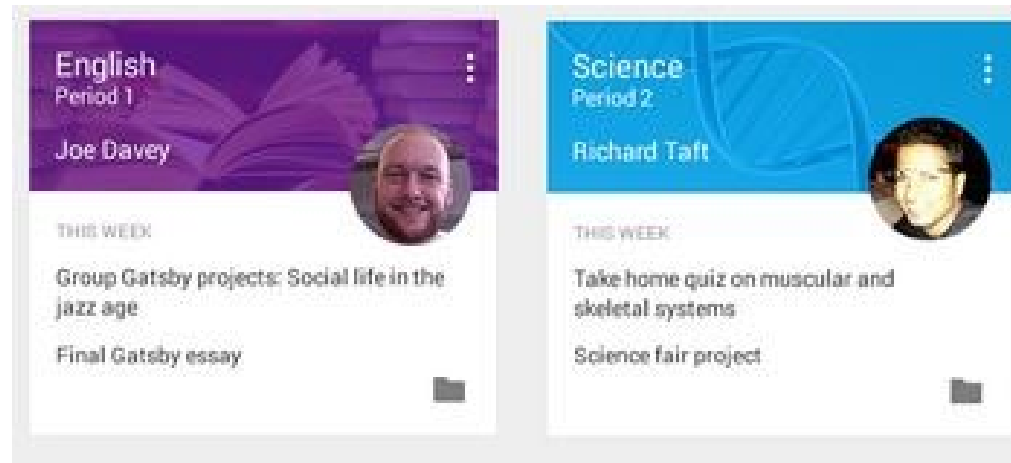 English
Period 1
Joe Davey
THIS WEEK
Group Gatsby projects: Social life in the
jazz age
Final Gatsby essay
Science
Period 2
Richard Taft
THIS WEEK
Take home quiz on muscular and
skeletal systems
Science fair project